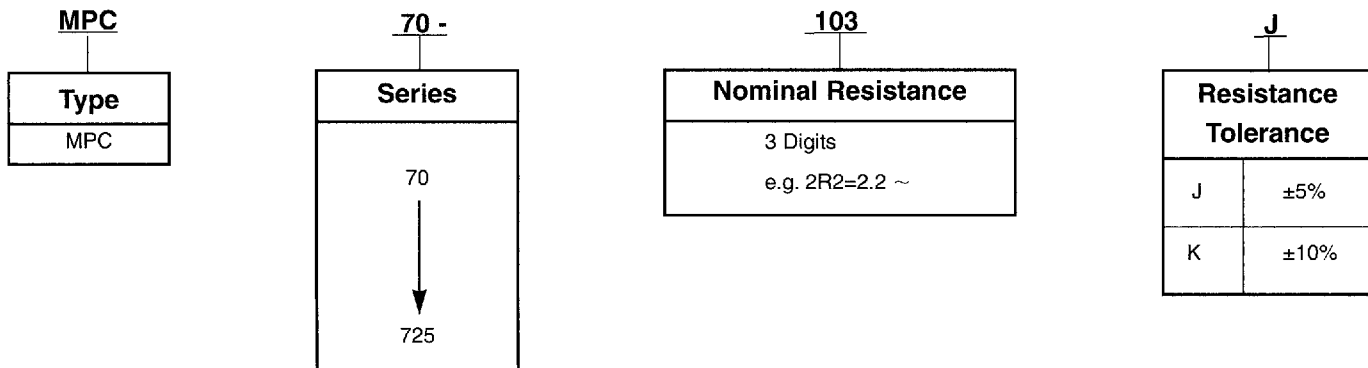 MPC
70 -
103
J
Type
MPC
Series
70
725
Nominal Resistance
3 Digits
e.g. 2R2=2.2 ~
Resistance
Tolerance
J ±5%
K ±10%